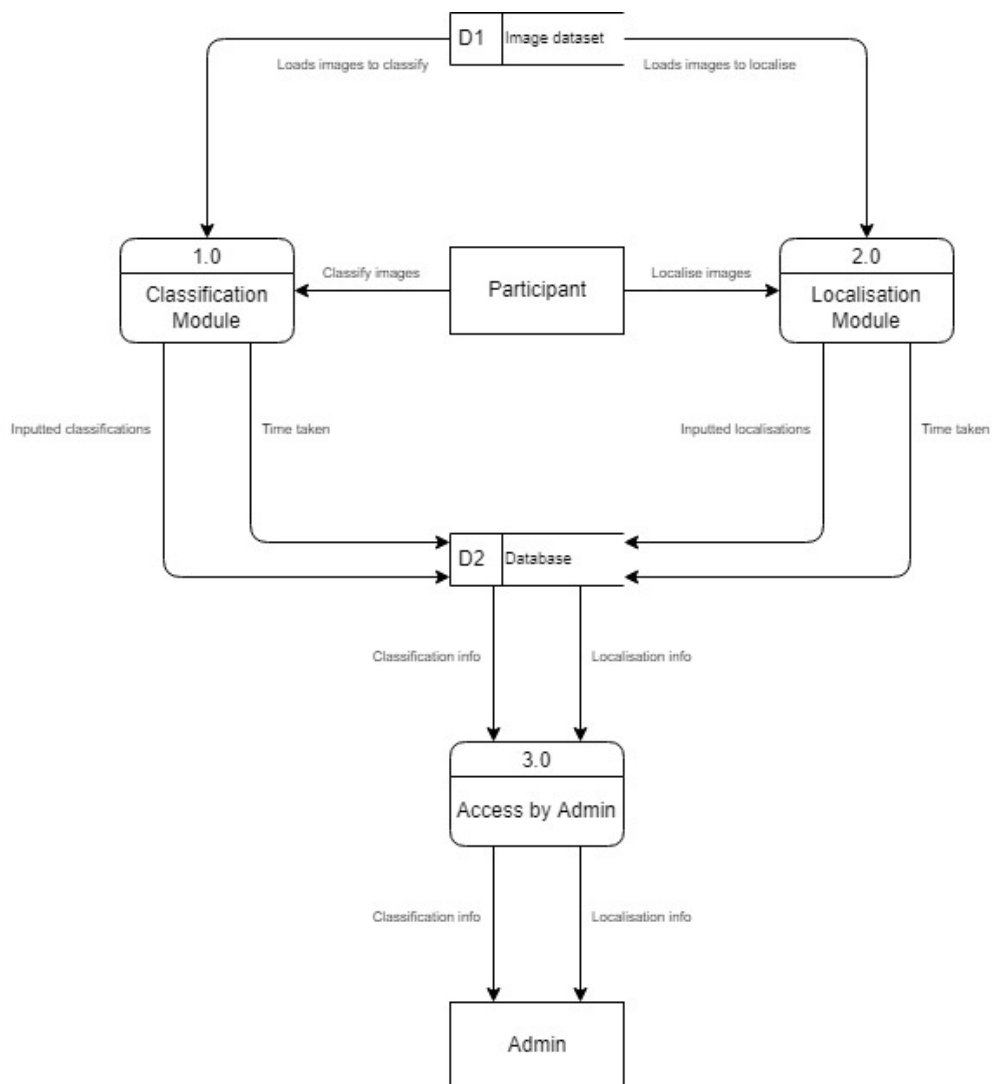 D1 Image dataset
Loads images to classify
Loads images to localise
1.0
Classification
Module
Classify images
Participant
Localise images
2.0
Localisation
Module
Inputted classifications
Time taken
Inputted localisations
Time taken
D2 Database
Classification info
Localisation info
3.0
Access by Admin
Classification info
Localisation info
Admin